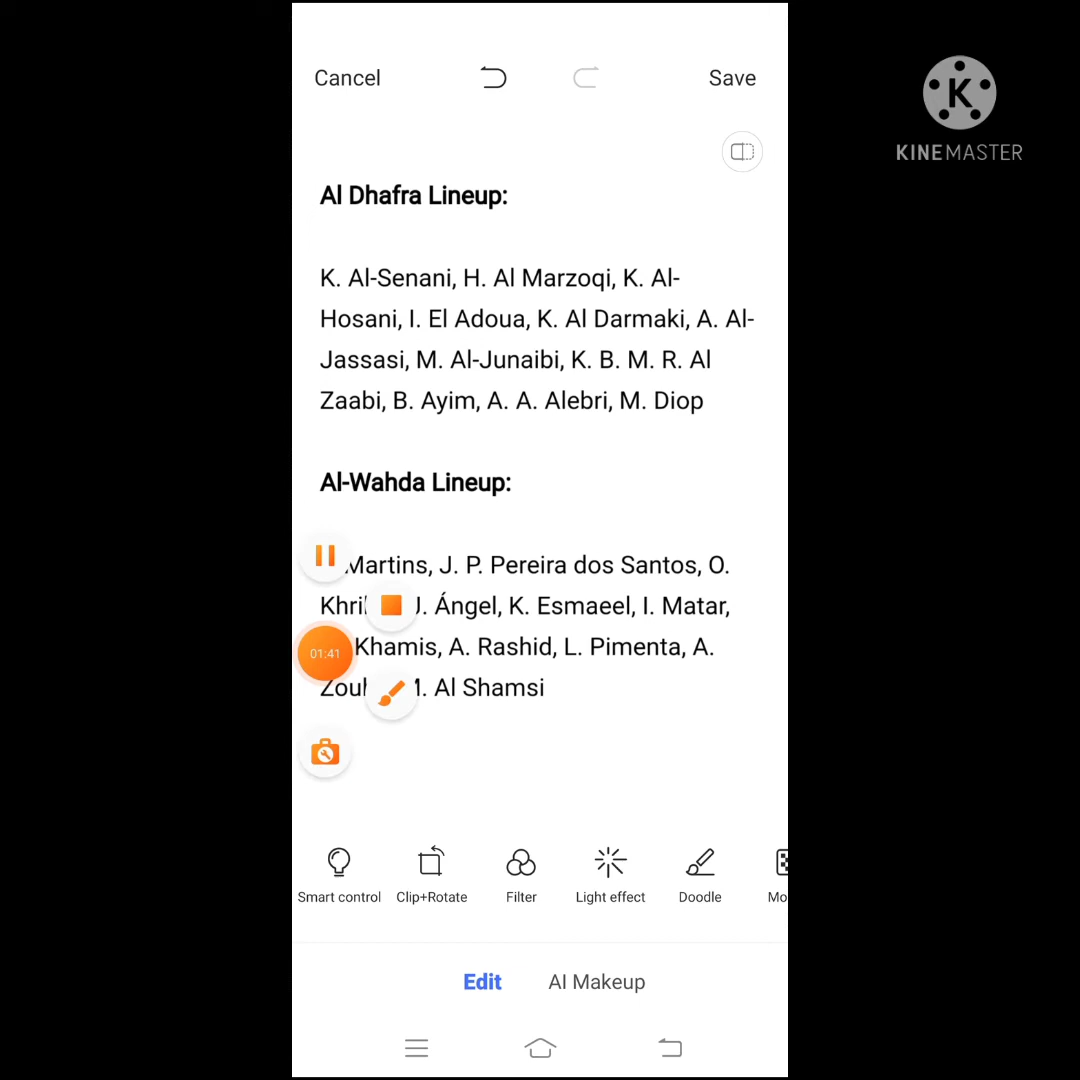 Cancel
Save
KINEMASTER
Al Dhafra Lineup:
K. Al-Senani, H. Al Marzoqi, K. Al-
Hosani, I. El Adoua, K. Al Darmaki, A. Al-
Jassasi, M. Al-Junaibi, K. B. M. R. Al
Zaabi, B. Ayim, A. A. Alebri, M. Diop
Al-Wahda Lineup:
Martins, J. P. Pereira dos Santos, O.
Ángel, K. Esmaeel, I. Matar,
01:41
Khamis, A. Rashid, L. Pimenta, A.
Al Shamsi
Smart control
Clip+Rotate
Filter
Light effect
Doodle
Edit
AI Makeup